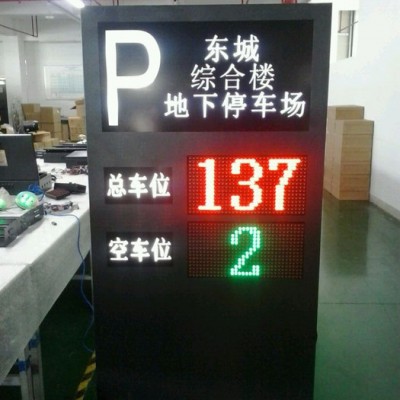 P
东城
综合楼
地下停车场
总车位 137
空车位 2